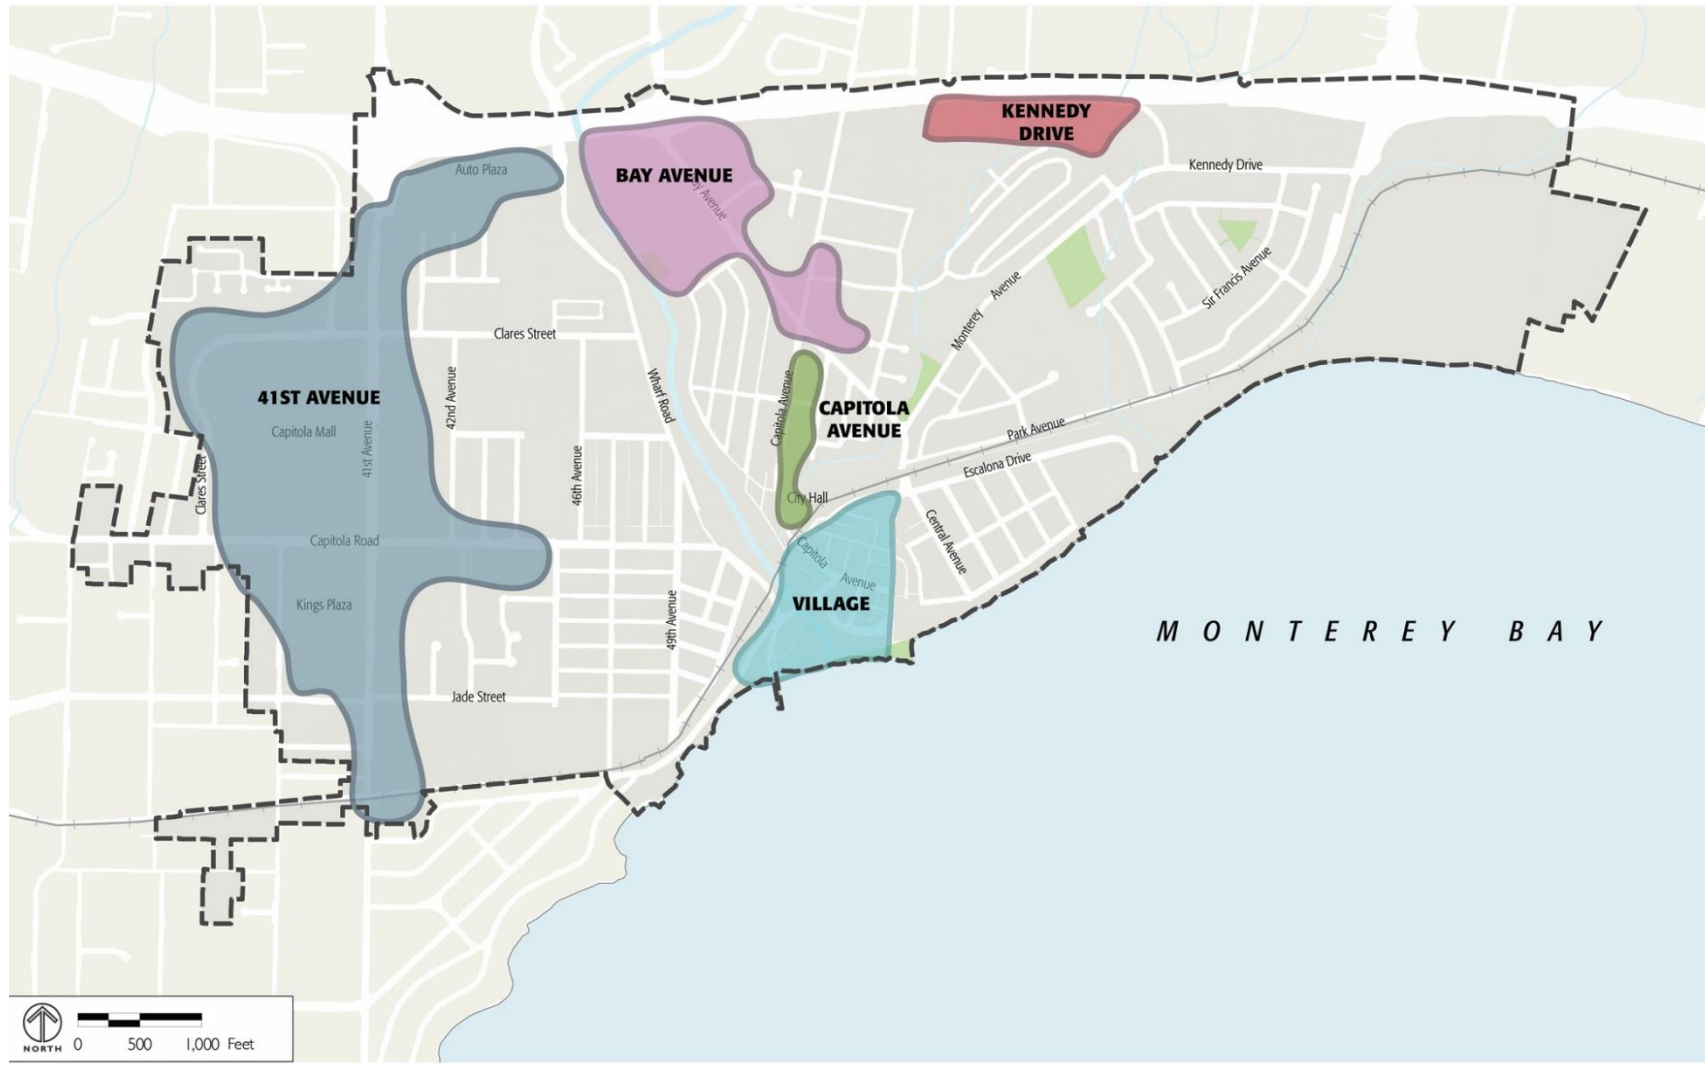 KENNEDY
DRIVE
Auto Plaza
BAY AVENUE
Bay Avenue
Kennedy Drive
Sir Francis Avenue
Monterey Avenue
Clares Street
41ST AVENUE
Capitola Mall
41st Avenue
42nd Avenue
Wharf Road
Capitola Avenue
CAPITOLA
AVENUE
Park Avenue
Escalona Drive
Clares Street
46th Avenue
City Hall
Capitola Road
Capitola Avenue
Central Avenue
Kings Plaza
VILLAGE
49th Avenue
MONTEREY BAY
Jade Street
NORTH
0 500 1,000 Feet